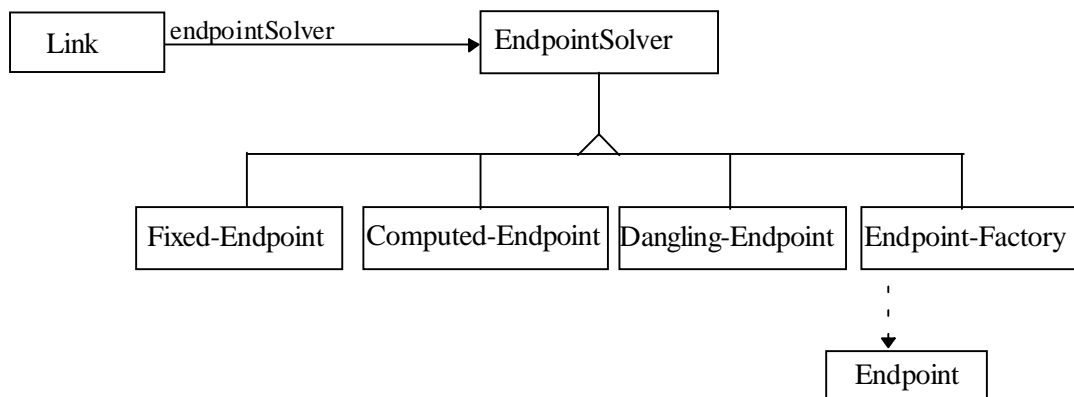 Link
endpointSolver
EndpointSolver
Fixed-Endpoint
Computed-Endpoint
Dangling-Endpoint
Endpoint-Factory
Endpoint